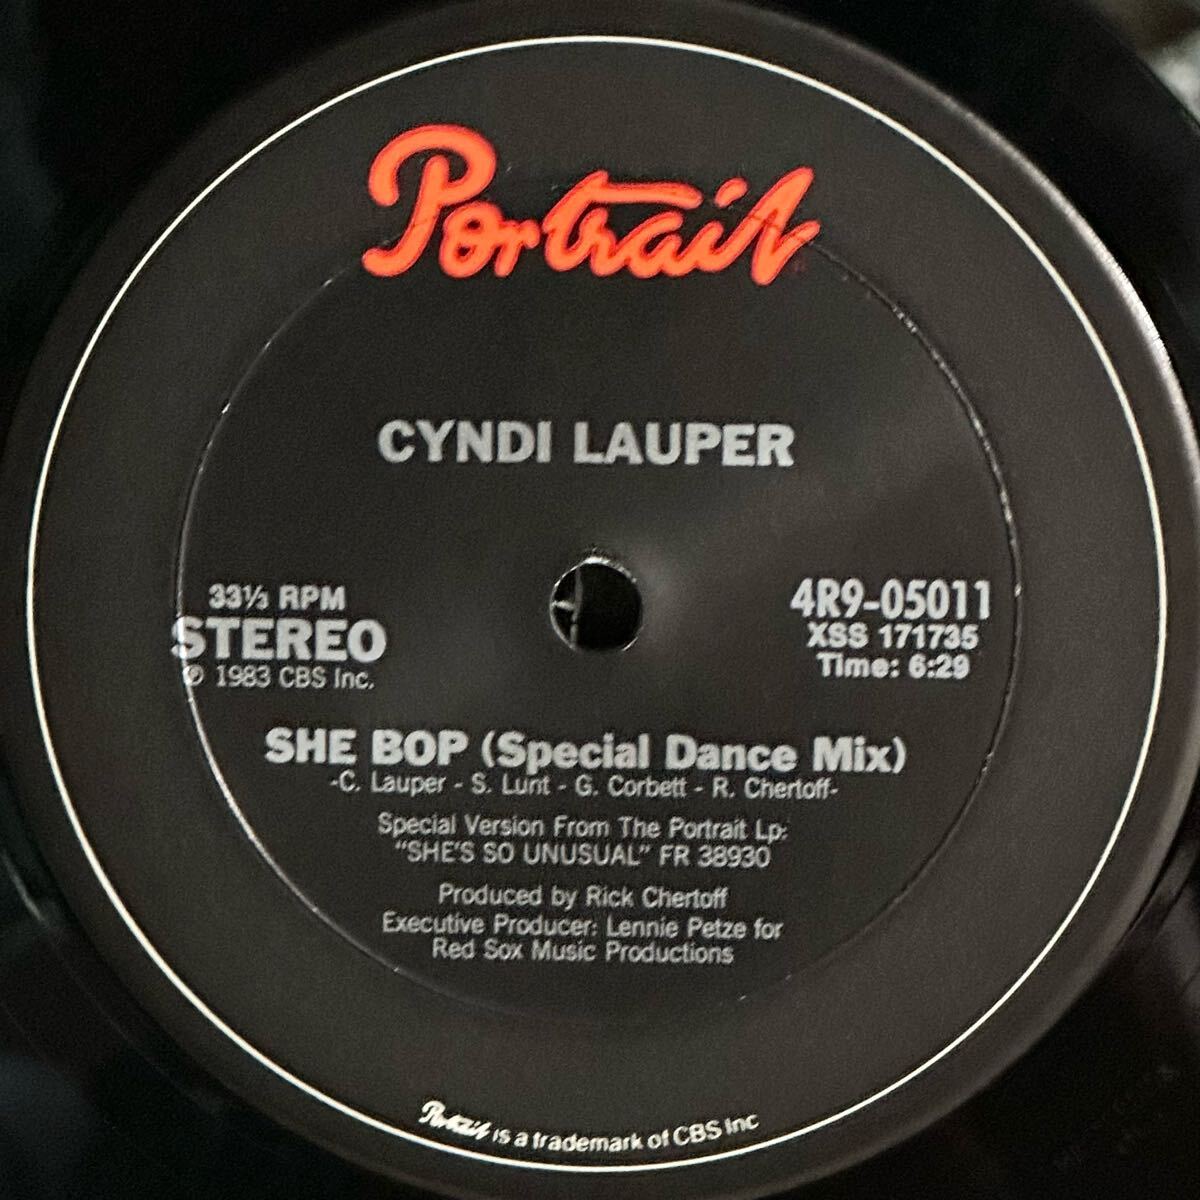 Portrait
CYNDI LAUPER
33⅓ RPM
STEREO
℗ 1983 CBS Inc.
4R9-05011
XSS 171735
Time: 6:29
SHE BOP (Special Dance Mix)
-C. Lauper - S. Lunt - G. Corbett - R. Chertoff-
Special Version From The Portrait Lp:
"SHE'S SO UNUSUAL" FR 38930
Produced by Rick Chertoff
Executive Producer: Lennie Petze for
Red Sox Music Productions
Portrait is a trademark of CBS Inc